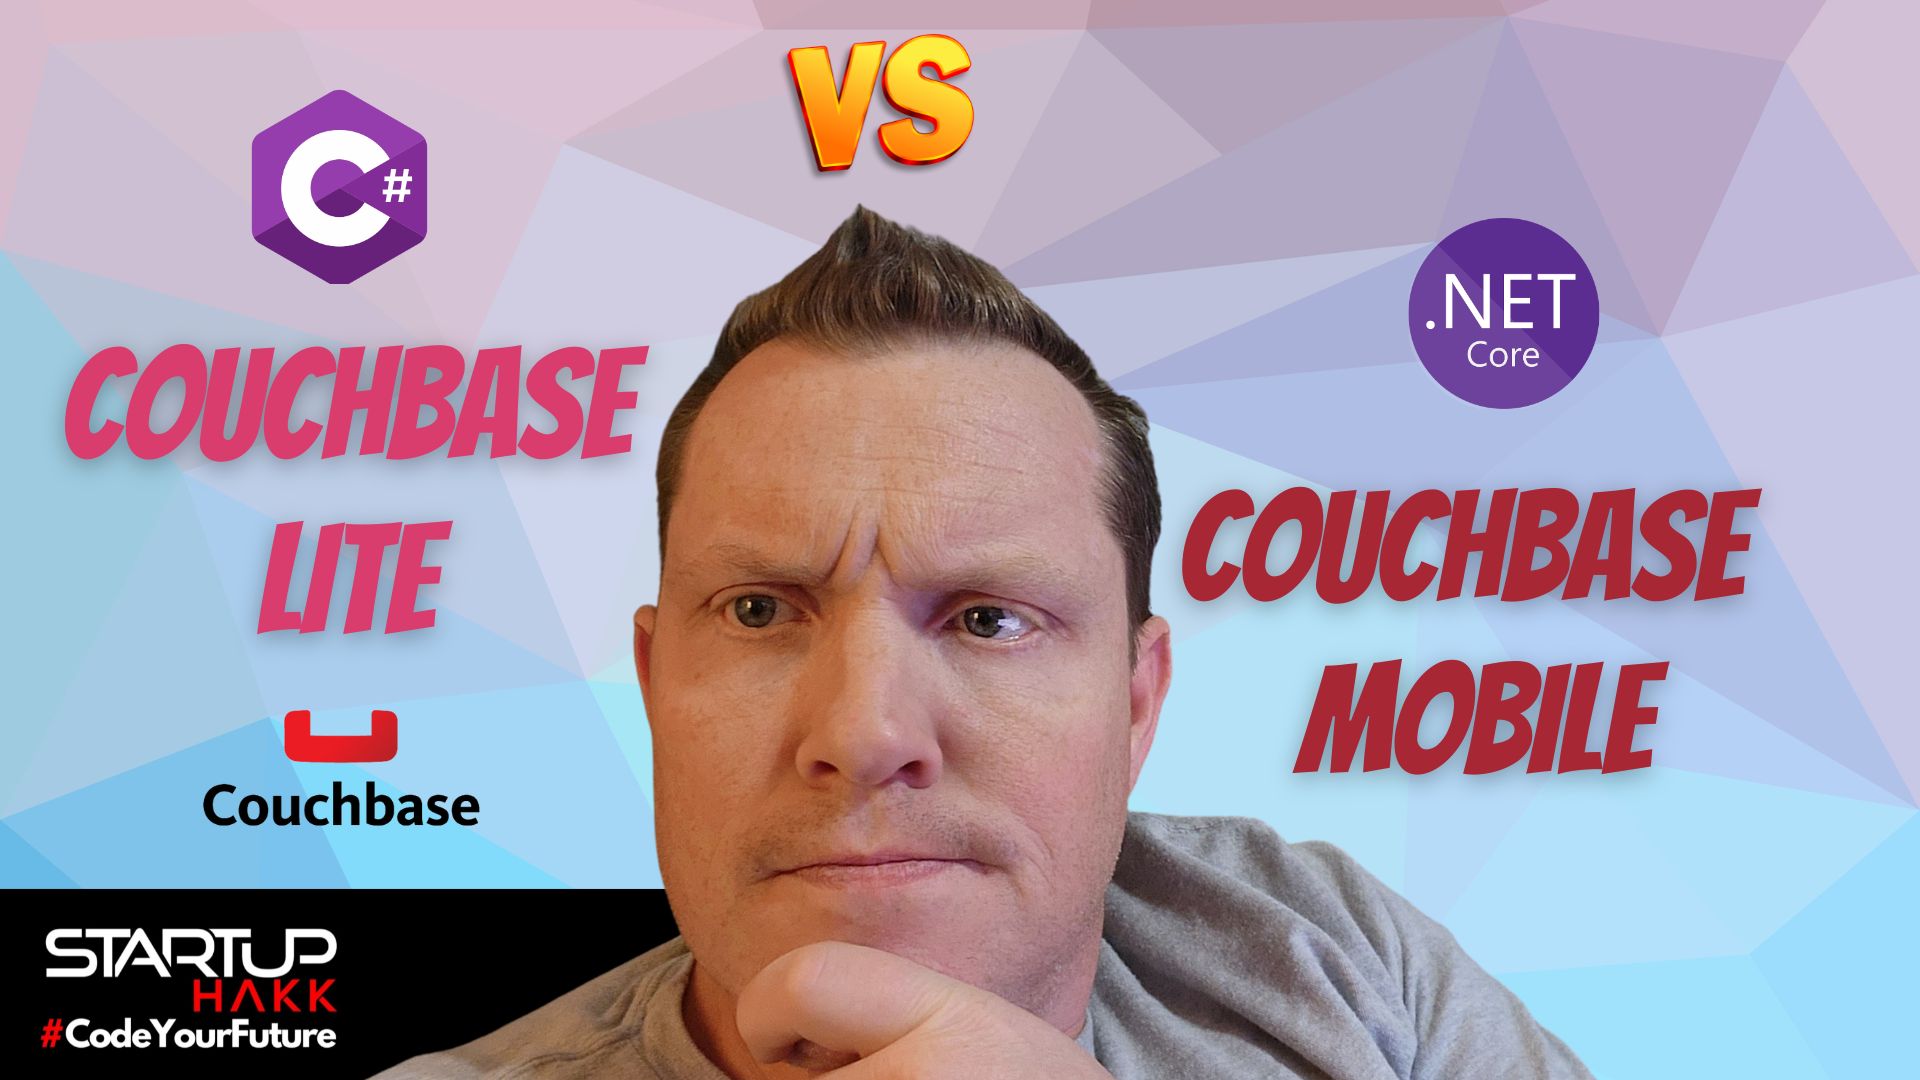 VS
C#
COUCHBASE
LITE
Couchbase
.NET
Core
COUCHBASE
MOBILE
STARTUP
HAKK
#CodeYourFuture